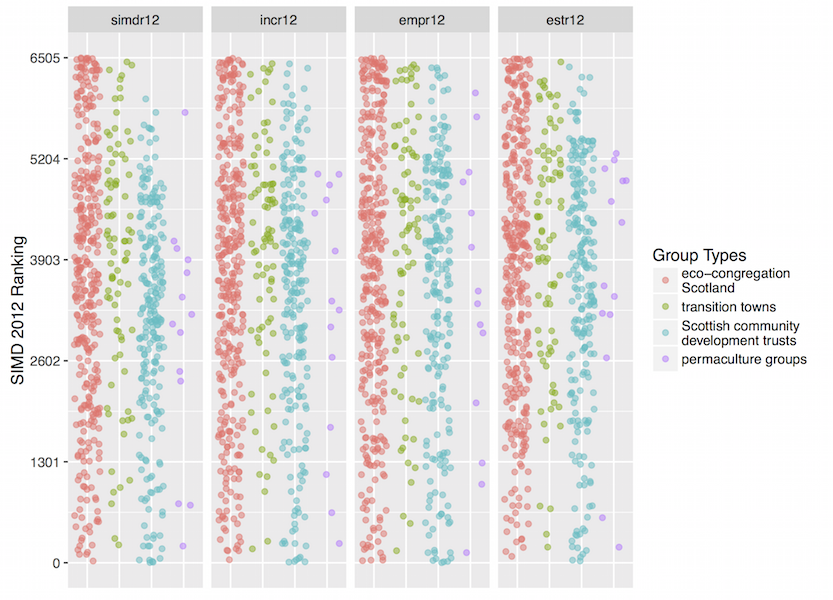 simdr12 incr12 empr12 estr12
6505
5204
3903
2602
1301
0
SIMD 2012 Ranking
Group Types
eco−congregation
Scotland
transition towns
Scottish community
development trusts
permaculture groups